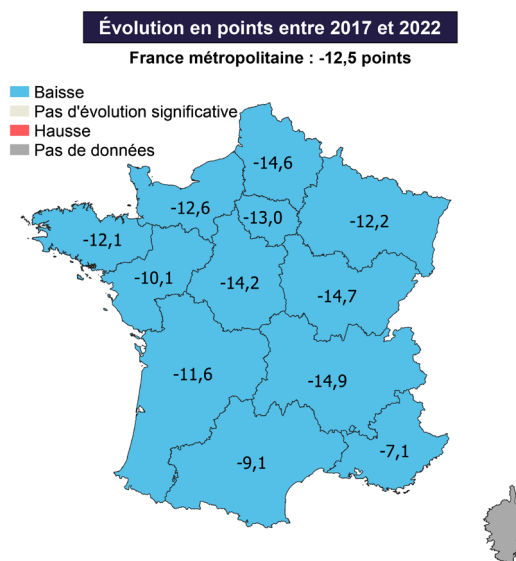 Évolution en points entre 2017 et 2022
France métropolitaine : -12,5 points
Baisse
Pas d'évolution significative
Hausse
Pas de données
-14,6
-12,6
-13,0
-12,2
-12,1
-10,1
-14,2
-14,7
-11,6
-14,9
-9,1
-7,1